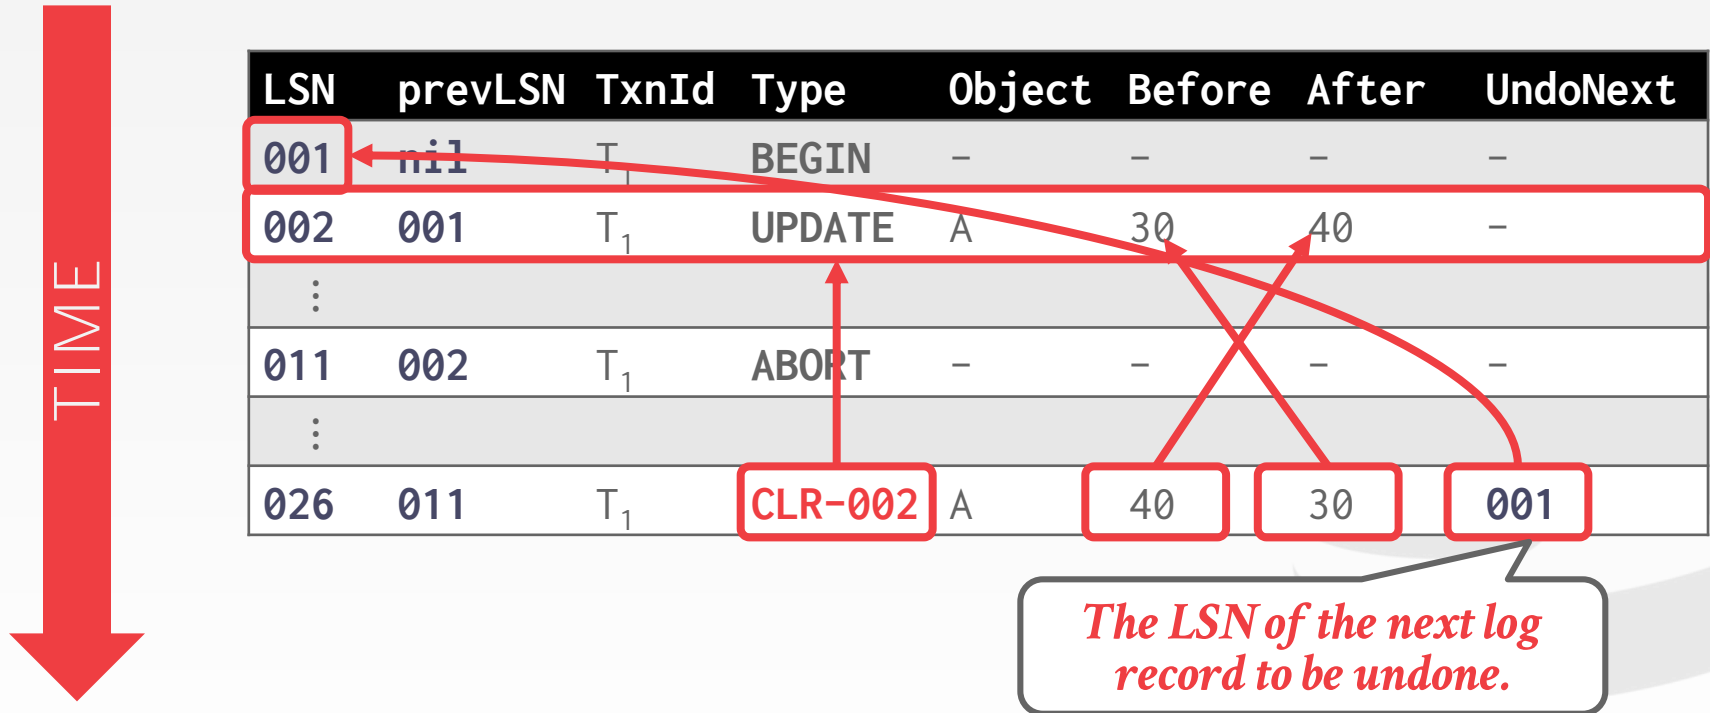 TIME
LSN prevLSN TxnId Type Object Before After UndoNext
001 nil T1 BEGIN - - - -
002 001 T1 UPDATE A 30 40 -
⋮
011 002 T1 ABORT - - - -
⋮
026 011 T1 CLR-002 A 40 30 001
The LSN of the next log
record to be undone.